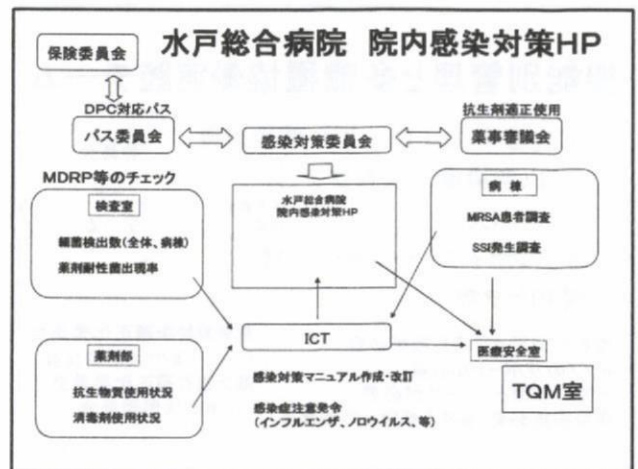 水戸総合病院 院内感染対策HP
保険委員会
DPC対応パス
パス委員会
感染対策委員会
抗生剤適正使用
薬事審議会
MDRP等のチェック
検査室
細菌検出数(全体、病棟)
薬剤耐性菌出現率
水戸総合病院
院内感染対策HP
病棟
MRSA患者調査
SSI発生調査
ICT
医療安全室
TQM室
薬剤部
抗生物質使用状況
消毒剤使用状況
感染対策マニュアル作成・改訂
感染症注意発令
(インフルエンザ、ノロウイルス、等)